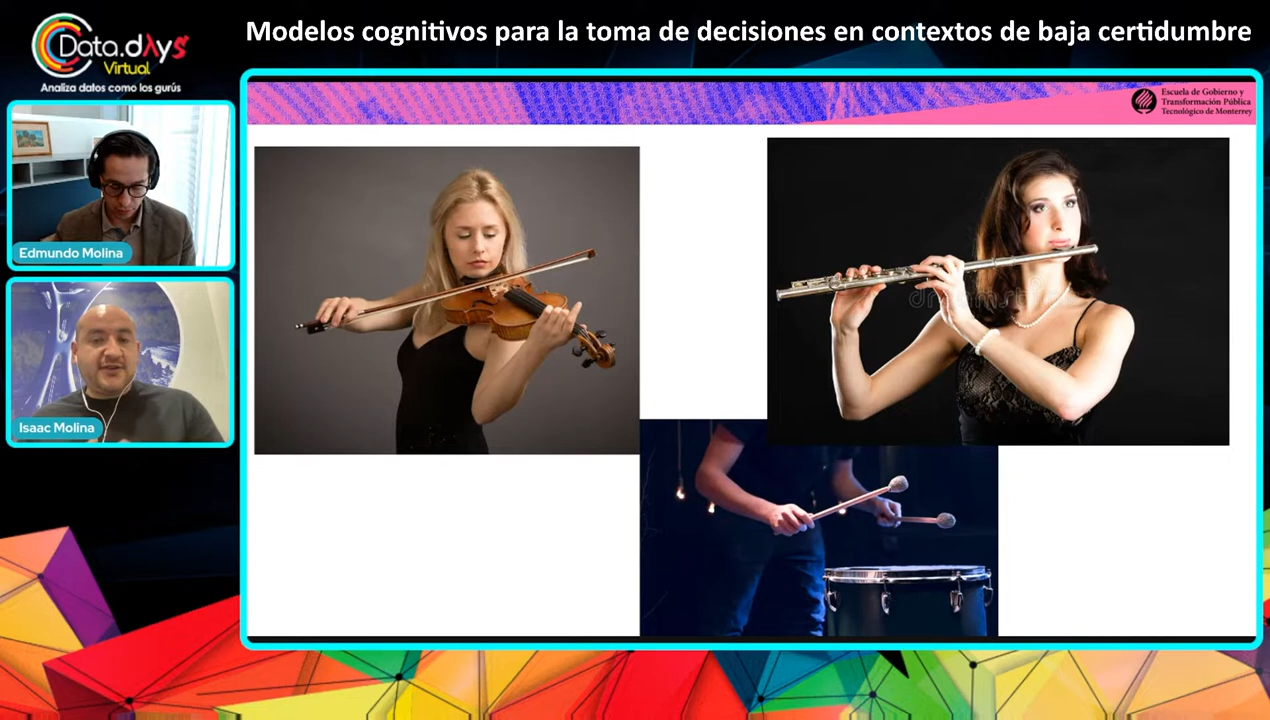 Data.dAys
Virtual
Analiza datos como los gurús
Modelos cognitivos para la toma de decisiones en contextos de baja certidumbre
Escuela de Gobierno y
Transformación Pública
Tecnológico de Monterrey
Edmundo Molina
Isaac Molina